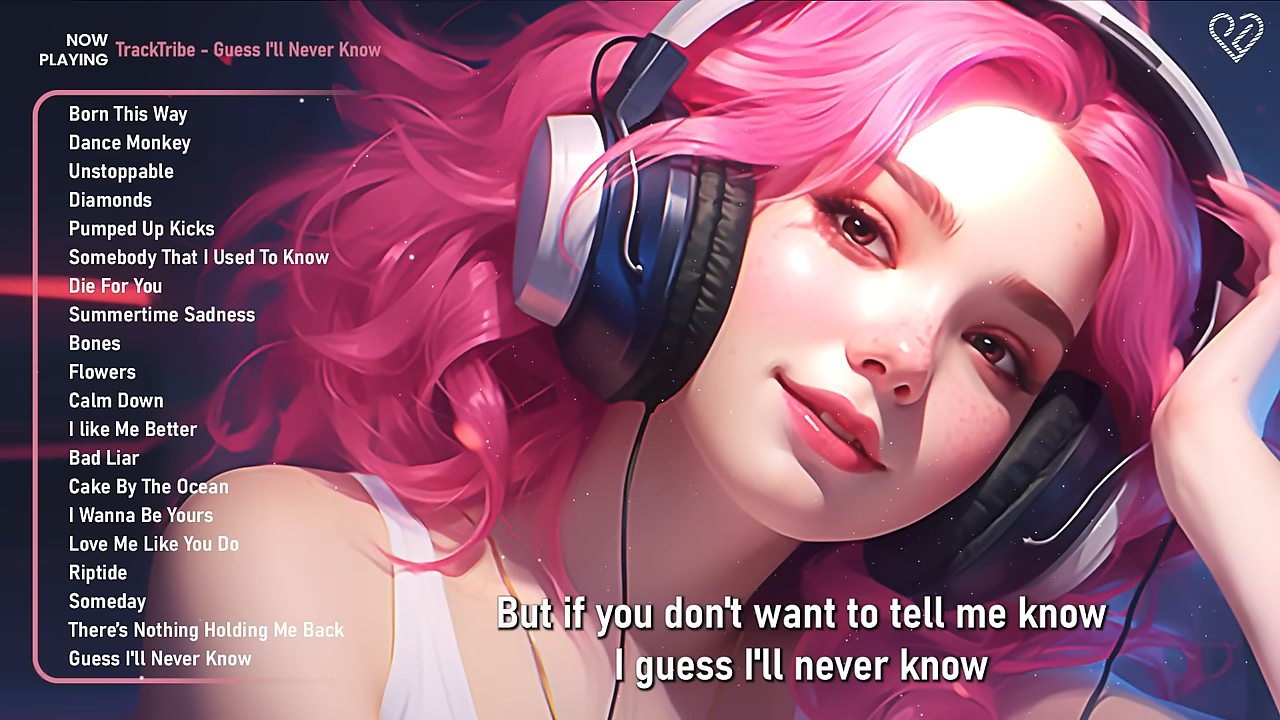 NOW
PLAYING
TrackTribe - Guess I'll Never Know
Born This Way
Dance Monkey
Unstoppable
Diamonds
Pumped Up Kicks
Somebody That I Used To Know
Die For You
Summertime Sadness
Bones
Flowers
Calm Down
I like Me Better
Bad Liar
Cake By The Ocean
I Wanna Be Yours
Love Me Like You Do
Riptide
Someday
There's Nothing Holding Me Back
Guess I'll Never Know
But if you don't want to tell me know
I guess I'll never know